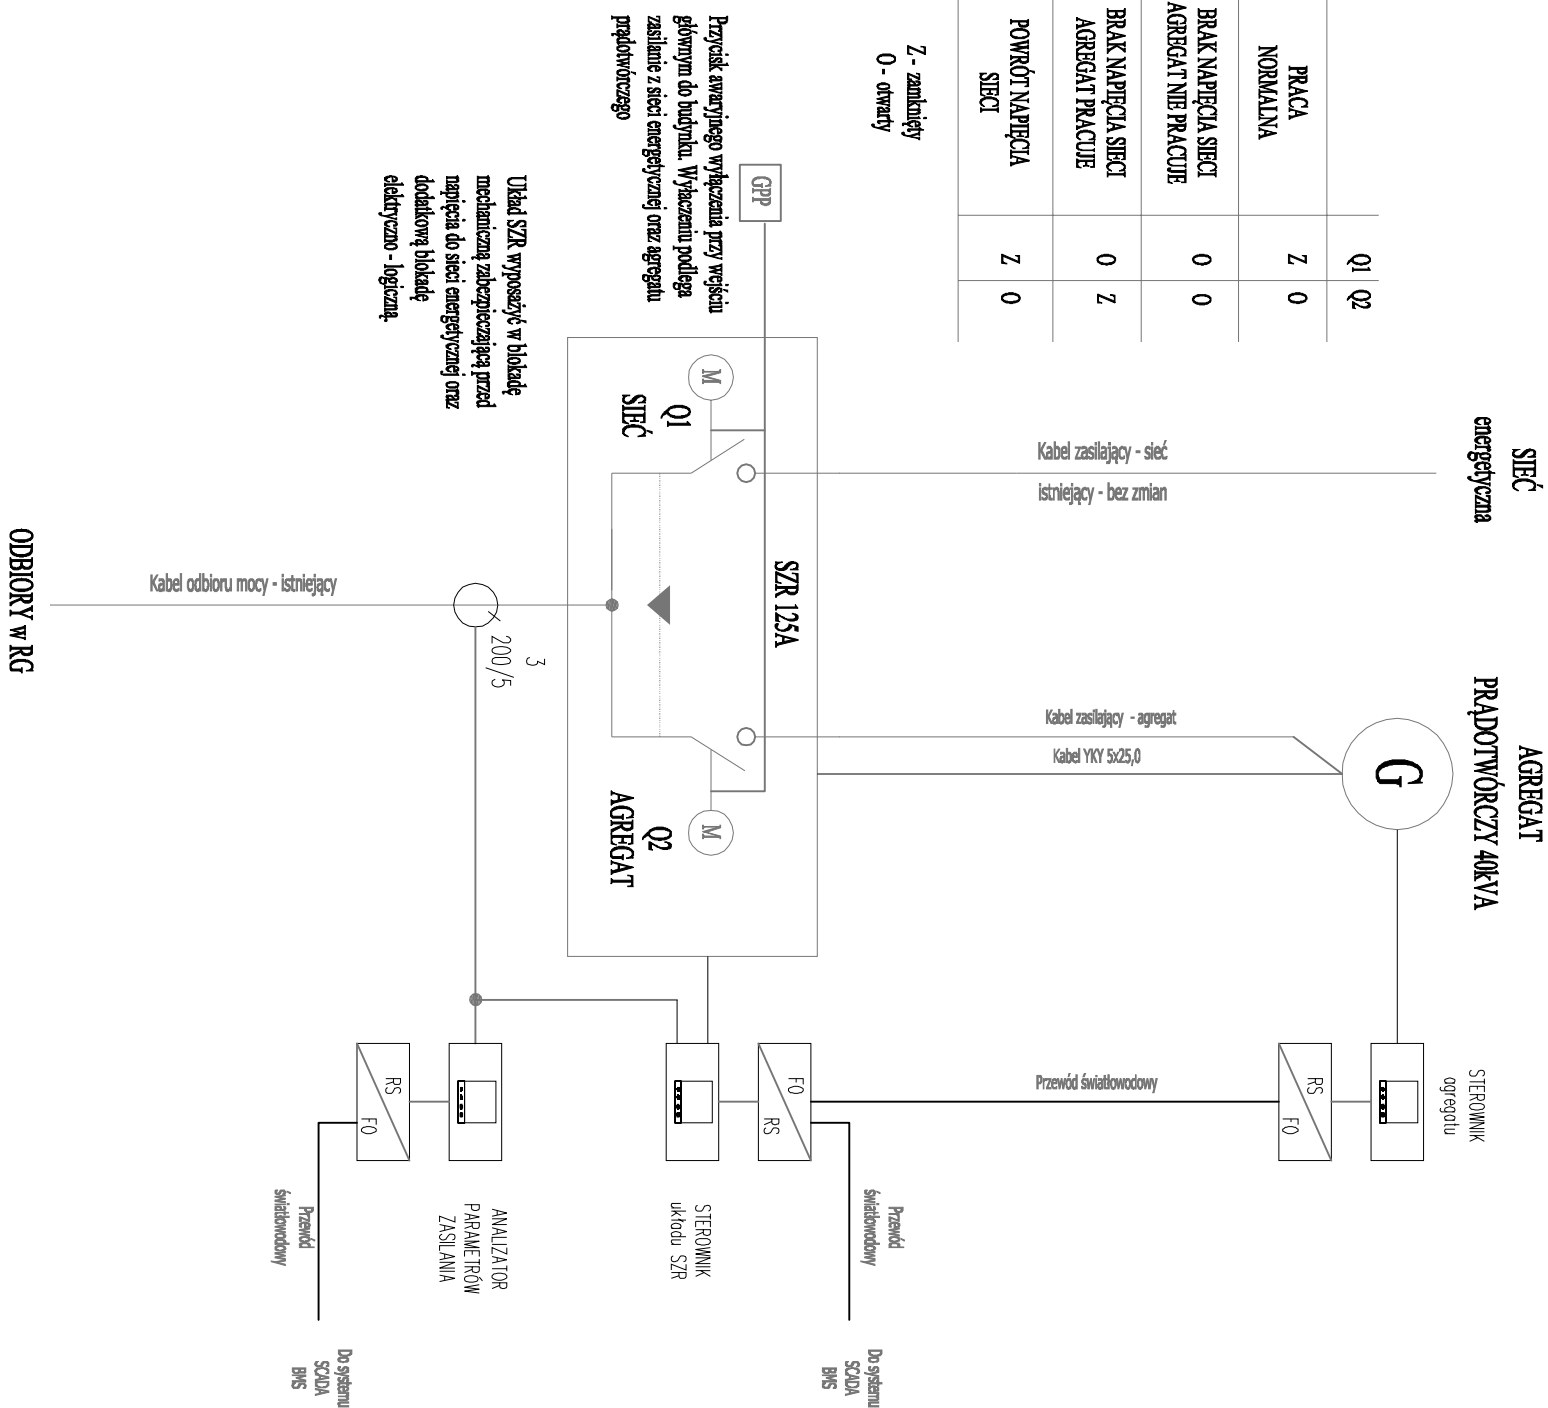 SIEĆ
energetyczna
AGREGAT
PRĄDOTWÓRCZY 40kVA
G
STEROWNIK
agregatu
RS
FO
Q1
Q2
PRACA
NORMALNA
Z
O
BRAK NAPIĘCIA SIECI
AGREGAT NIE PRACUJE
O
O
BRAK NAPIĘCIA SIECI
AGREGAT PRACUJE
O
Z
POWRÓT NAPIĘCIA
SIECI
Z
O
Z - zamknięty
O - otwarty
Kabel zasilający - sieć
istniejący - bez zmian
Kabel zasilający - agregat
Kabel YKY 5x25,0
Przewód światłowodowy
Przewód
światłowodowy
Do systemu
SCADA
BMS
GPP
Przycisk awaryjnego wyłączenia przy wejściu
głównym do budynku. Wyłaczeniu podlega
zasilanie z sieci energetycznej oraz agregatu
prądotwórczego
SZR 125A
M
Q1
SIEĆ
M
Q2
AGREGAT
FO
RS
STEROWNIK
układu SZR
Układ SZR wyposażyć w blokadę
mechaniczną zabezpieczającą przed
napięcia do sieci energetycznej oraz
dodatkową blokadę
elektryczno - logiczną.
3
200/5
ANALIZATOR
PARAMETRÓW
ZASILANIA
RS
FO
Przewód
światłowodowy
Do systemu
SCADA
BMS
Kabel odbioru mocy - istniejący
ODBIORY w RG